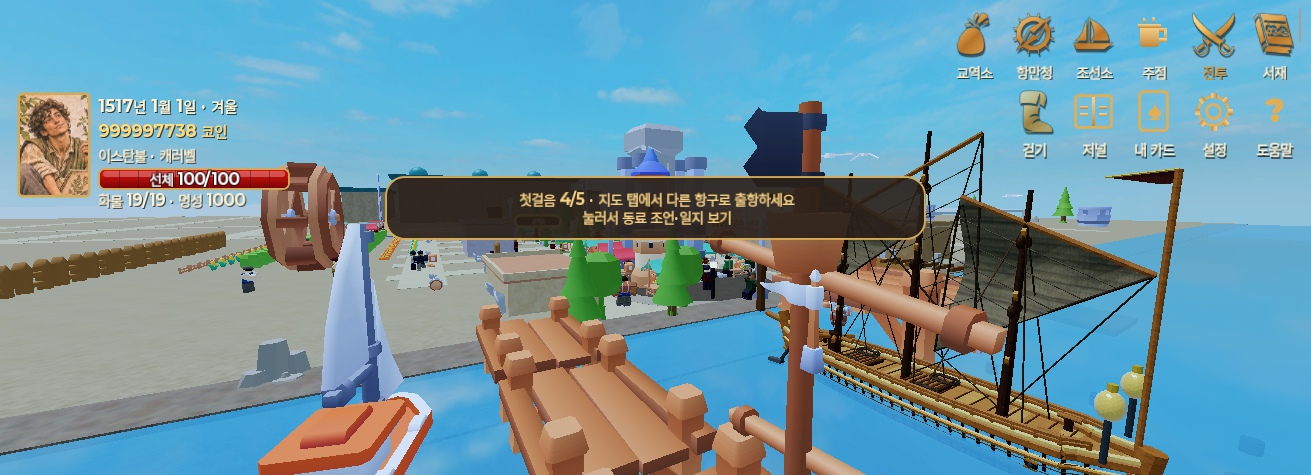 교역소 항만청 조선소 주점 전투 서재
걷기 저널 내 카드 설정 도움말
1517년 1월 1일 · 겨울
999997738 코인
이스탄불 · 캐러벨
선체 100/100
화물 19/19 · 명성 1000
첫걸음 4/5 · 지도 탭에서 다른 항구로 출항하세요
눌러서 동료 조언·일지 보기